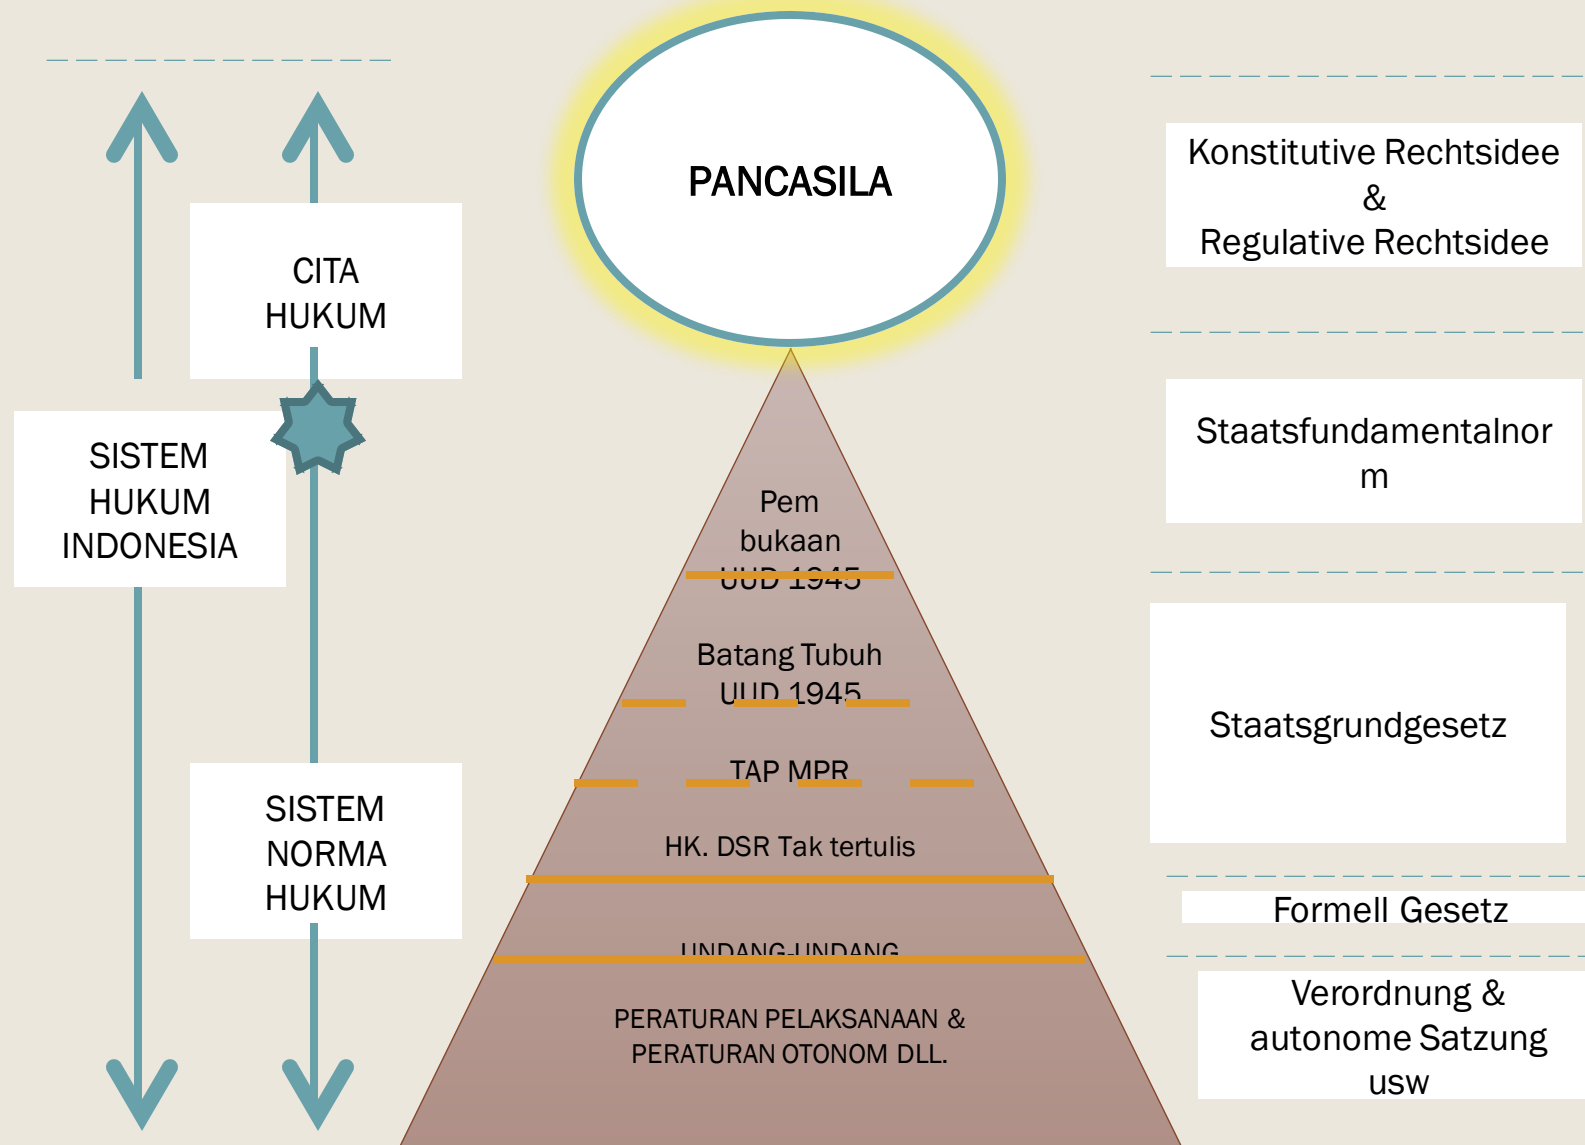 PANCASILA
CITA
HUKUM
SISTEM
HUKUM
INDONESIA
SISTEM
NORMA
HUKUM
Pem
bukaan
UUD 1945
Batang Tubuh
UUD 1945
TAP MPR
HK. DSR Tak tertulis
UNDANG-UNDANG
PERATURAN PELAKSANAAN &
PERATURAN OTONOM DLL.
Konstitutive Rechtsidee
&
Regulative Rechtsidee
Staatsfundamentalnor
m
Staatsgrundgesetz
Formell Gesetz
Verordnung &
autonome Satzung
usw